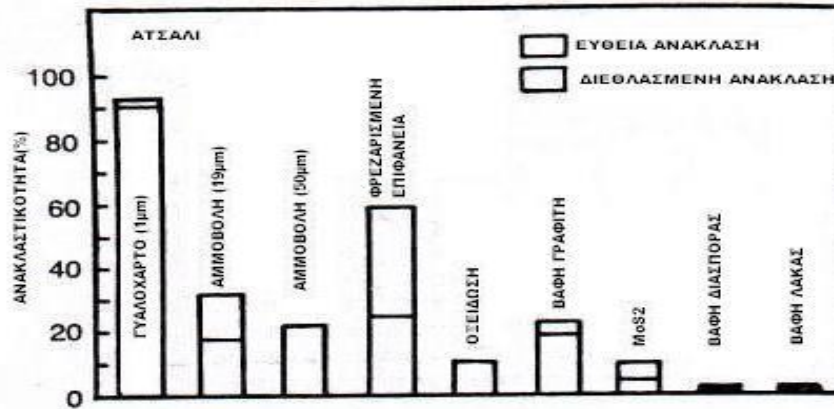 ΑΤΣΑΛΙ
ΕΥΘΕΙΑ ΑΝΑΚΛΑΣΗ
ΔΙΕΘΛΑΣΜΕΝΗ ΑΝΑΚΛΑΣΗ
ΑΝΑΚΛΑΣΤΙΚΟΤΗΤΑ(%)
100
80
60
40
20
0
ΓΥΑΛΟΧΑΡΤΟ (1μm)
ΑΜΜΟΒΟΛΗ (19μm)
ΑΜΜΟΒΟΛΗ (50μm)
ΦΡΕΖΑΡΙΣΜΕΝΗ
ΕΠΙΦΑΝΕΙΑ
ΟΞΕΙΔΩΣΗ
ΒΑΦΗ ΓΡΑΦΙΤΗ
MoS2
ΒΑΦΗ ΔΙΑΣΠΟΡΑΣ
ΒΑΦΗ ΛΑΚΑΣ